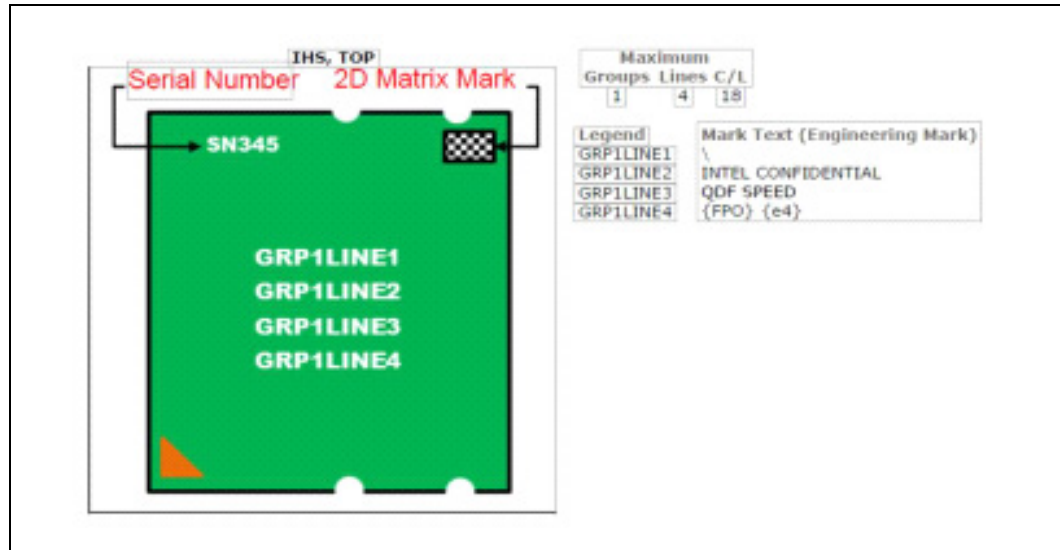 IHS, TOP
Serial Number 2D Matrix Mark
SN345
GRP1LINE1
GRP1LINE2
GRP1LINE3
GRP1LINE4
Maximum
Groups Lines C/L
1 4 18
Legend Mark Text (Engineering Mark)
GRP1LINE1 \
GRP1LINE2 INTEL CONFIDENTIAL
GRP1LINE3 QDF SPEED
GRP1LINE4 {FPO} {e4}